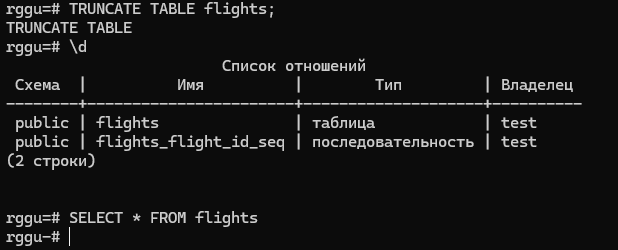 rggu=# TRUNCATE TABLE flights;
TRUNCATE TABLE
rggu=# \d
Список отношений
Схема | Имя | Тип | Владелец
--------+-----------------------+--------------------+----------
public | flights | таблица | test
public | flights_flight_id_seq | последовательность | test
(2 строки)
rggu=# SELECT * FROM flights
rggu-#